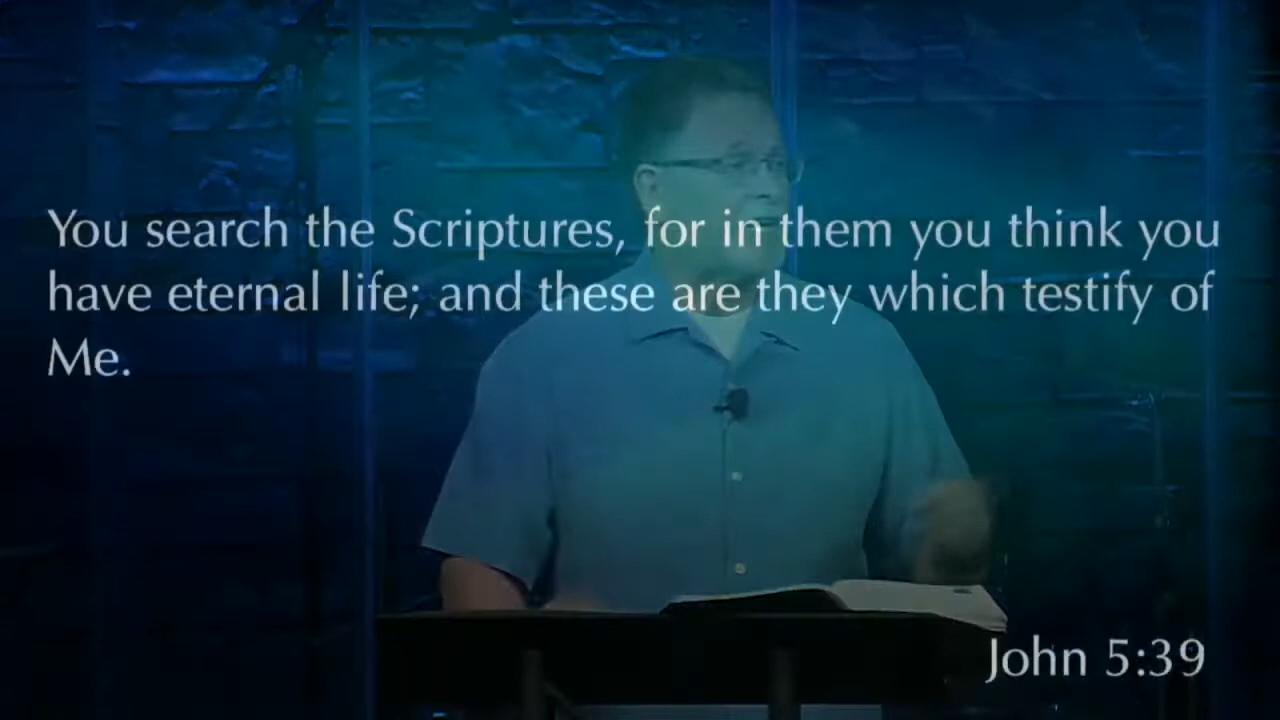 You search the Scriptures, for in them you think you
have eternal life; and these are they which testify of
Me.
John 5:39